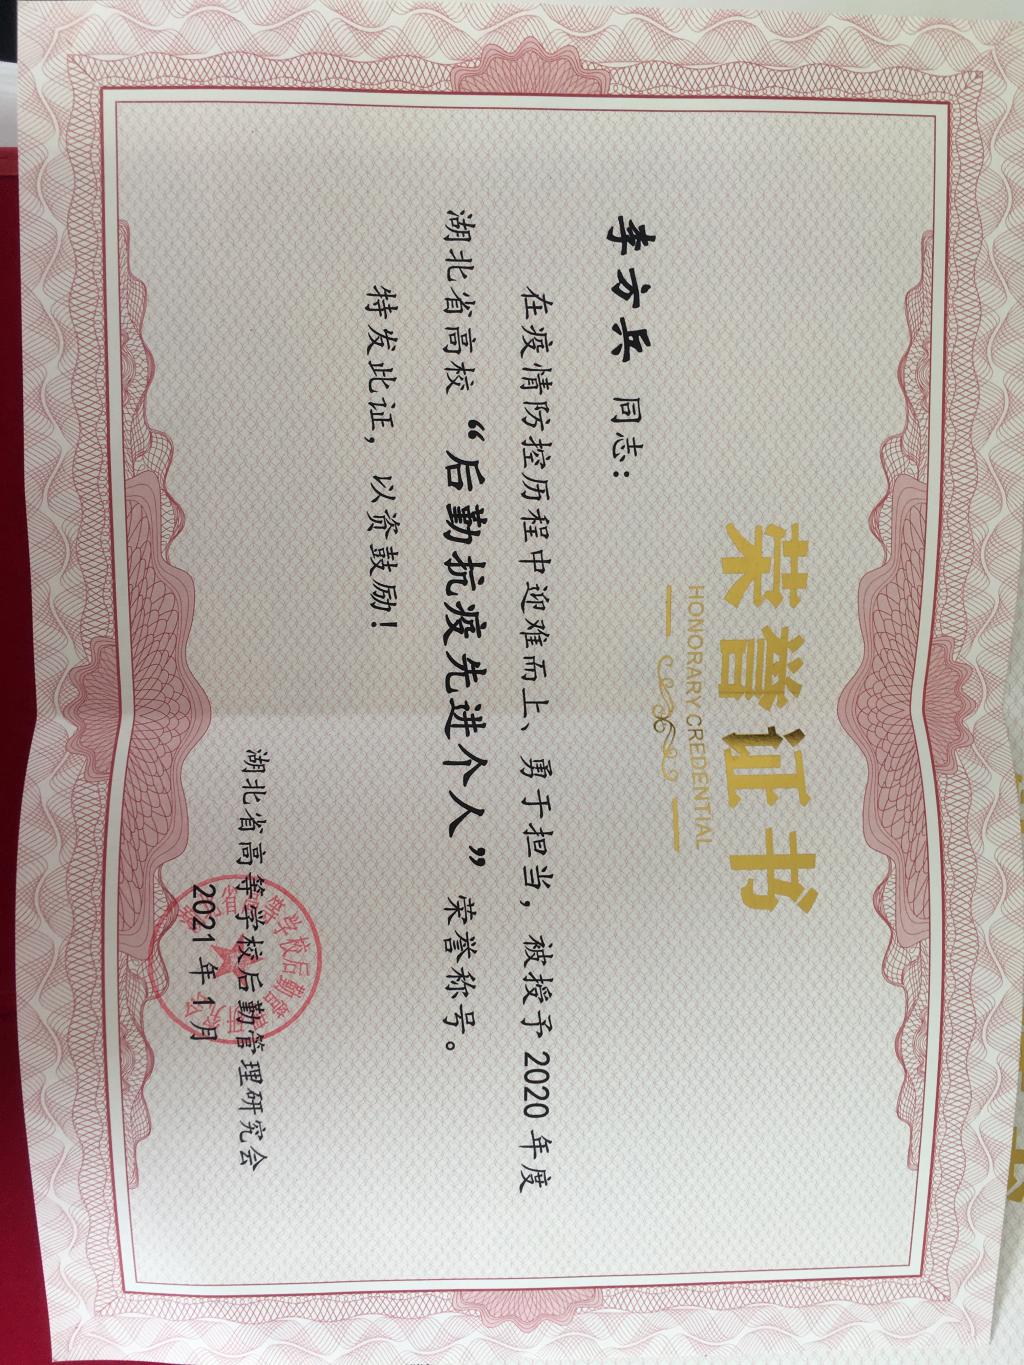 荣誉证书
HONORARY CREDENTIAL
李方兵 同志：
在疫情防控历程中迎难而上、勇于担当，被授予2020年度
湖北省高校“后勤抗疫先进个人”荣誉称号。
特发此证，以资鼓励！
湖北省高等学校后勤管理研究会
2021年1月